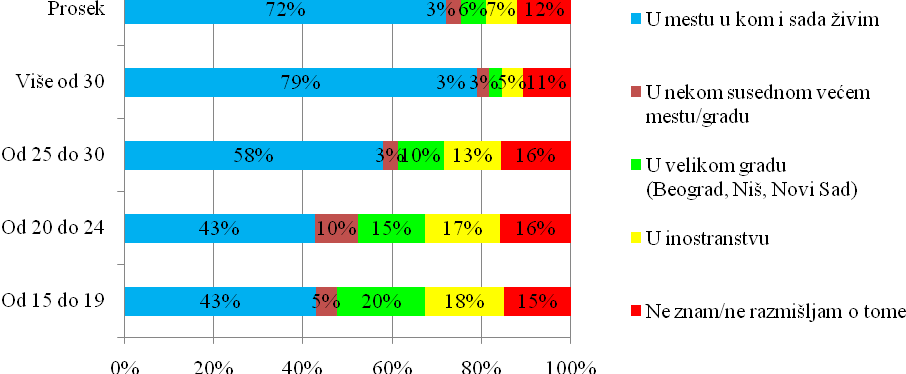 Prosek
72% 3% 6% 7% 12%
Više od 30
79% 3% 3% 5% 11%
Od 25 do 30
58% 3% 10% 13% 16%
Od 20 do 24
43% 10% 15% 17% 16%
Od 15 do 19
43% 5% 20% 18% 15%
0% 20% 40% 60% 80% 100%
U mestu u kom i sada živim
U nekom susednom većem
mestu/gradu
U velikom gradu
(Beograd, Niš, Novi Sad)
U inostranstvu
Ne znam/ne razmišljam o tome